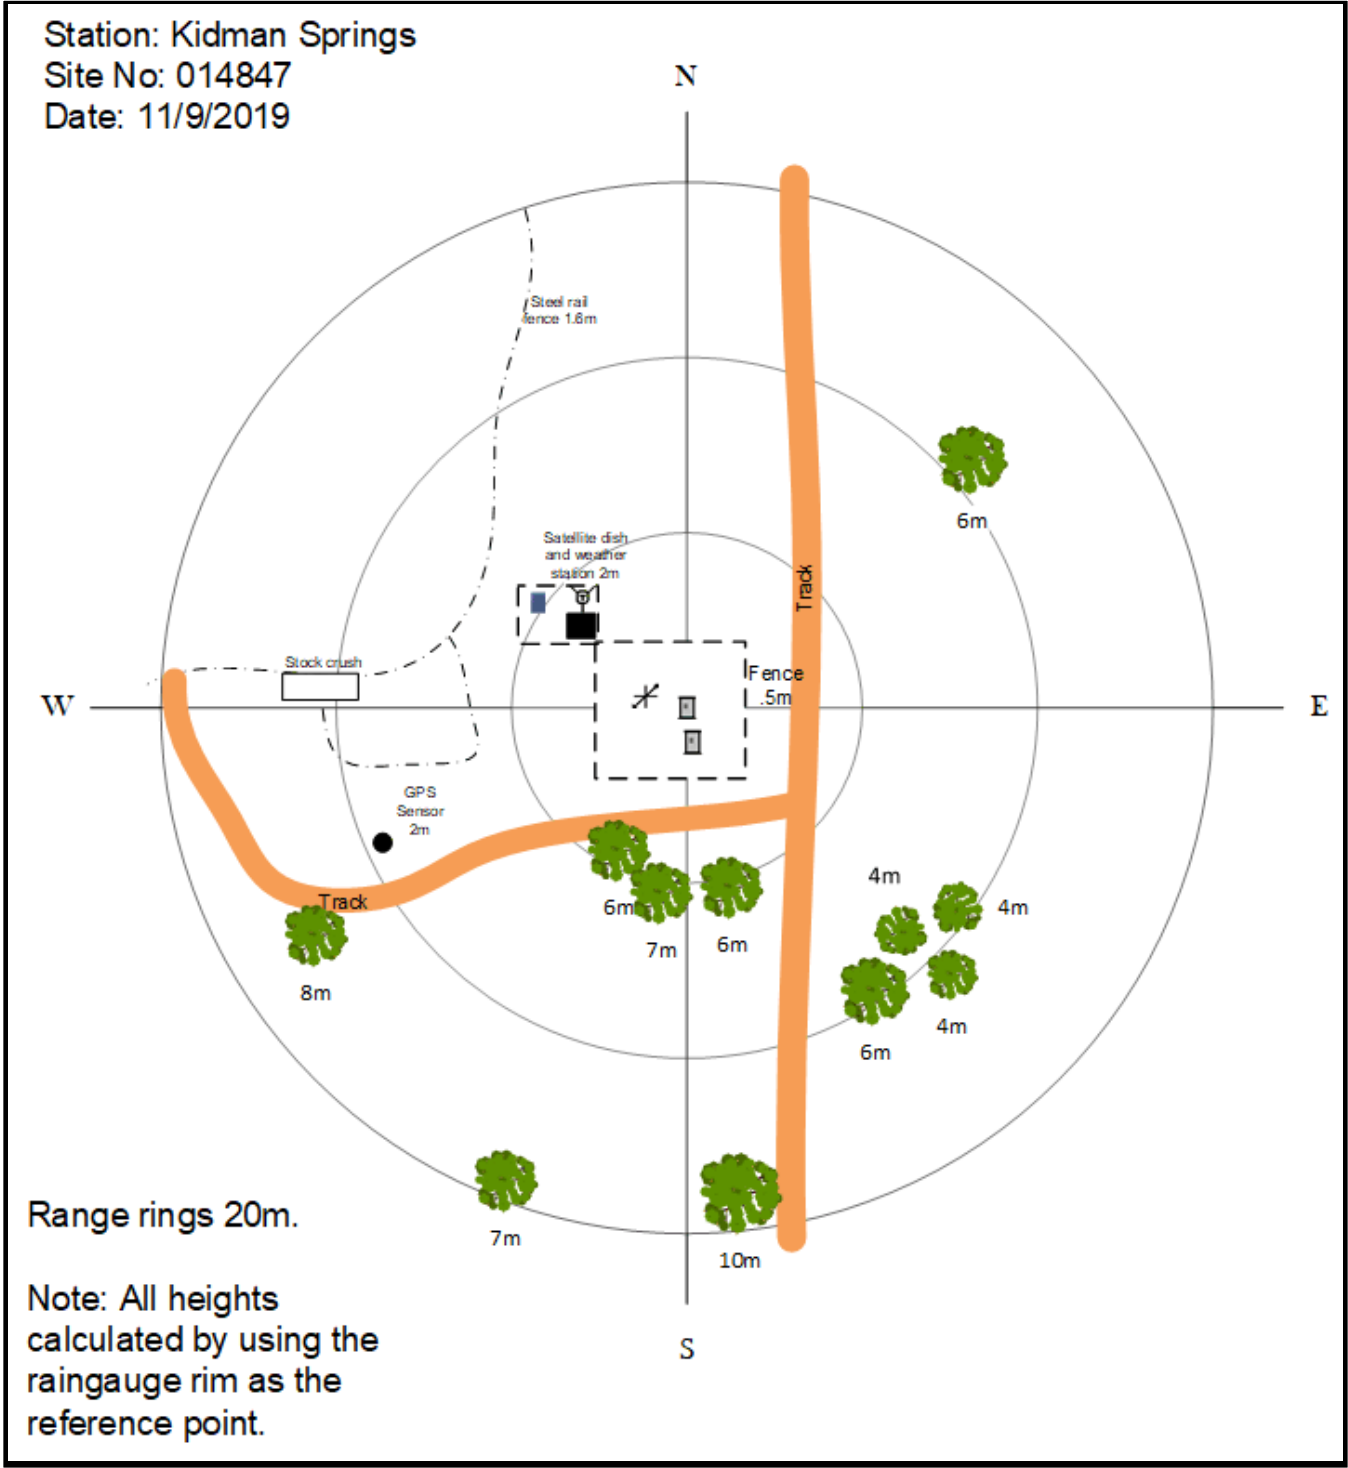 Station: Kidman Springs
Site No: 014847
Date: 11/9/2019
N
Steel rail
fence 1.6m
6m
Satellite dish
and weather
station 2m
Track
Stock crush
Fence
.5m
W
E
GPS
Sensor
2m
4m
4m
Track
6m
7m
6m
8m
4m
6m
Range rings 20m.
7m
10m
Note: All heights
calculated by using the
raingauge rim as the
reference point.
S